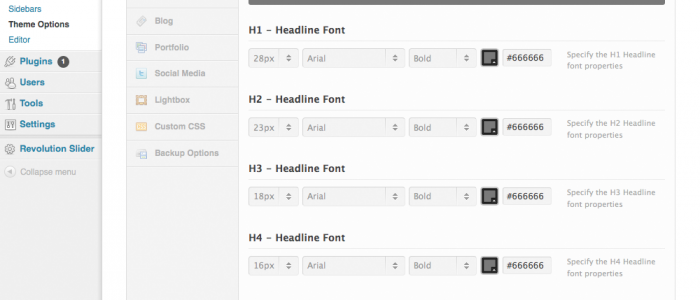 Sidebars
Theme Options
Editor
Plugins 1
Users
Tools
Settings
Revolution Slider
Collapse menu
Blog
Portfolio
Social Media
Lightbox
Custom CSS
Backup Options
H1 – Headline Font
28px Arial Bold #666666
Specify the H1 Headline
font properties
H2 – Headline Font
23px Arial Bold #666666
Specify the H2 Headline
font properties
H3 – Headline Font
18px Arial Bold #666666
Specify the H3 Headline
font properties
H4 – Headline Font
16px Arial Bold #666666
Specify the H4 Headline
font properties